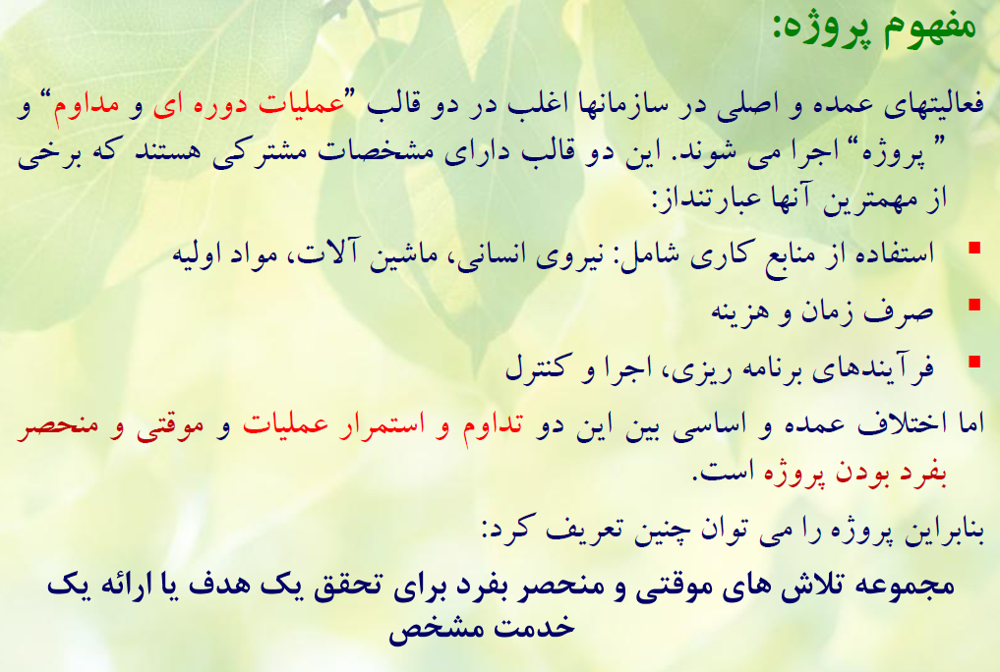 مفهوم پروژه:
فعالیتهای عمده و اصلی در سازمانها اغلب در دو قالب ”عملیات دوره ای و مداوم“ و
” پروژه“ اجرا می شوند. این دو قالب دارای مشخصات مشترکی هستند که برخی
از مهمترین آنها عبارتنداز:
▪ استفاده از منابع کاری شامل: نیروی انسانی، ماشین آلات، مواد اولیه
▪ صرف زمان و هزینه
▪ فرآیندهای برنامه ریزی، اجرا و کنترل
اما اختلاف عمده و اساسی بین این دو تداوم و استمرار عملیات و موقتی و منحصر
بفرد بودن پروژه است.
بنابراین پروژه را می توان چنین تعریف کرد:
مجموعه تلاش های موقتی و منحصر بفرد برای تحقق یک هدف یا ارائه یک
خدمت مشخص